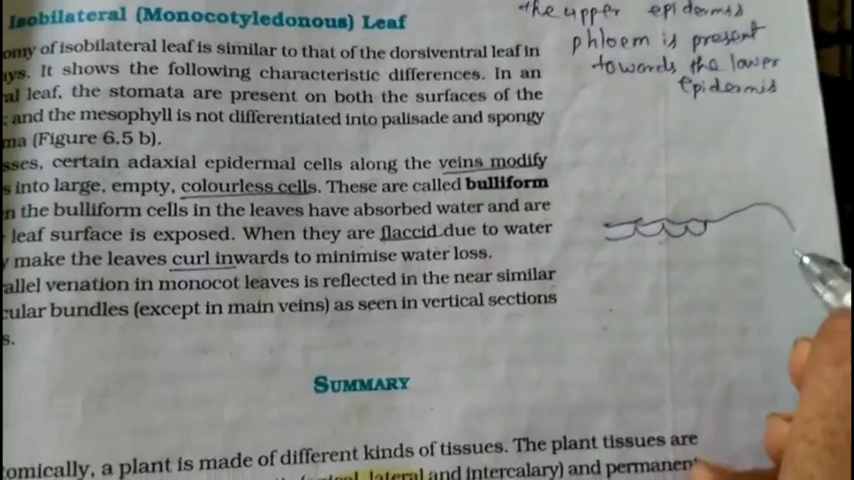 Isobilateral (Monocotyledonous) Leaf
omy of isobilateral leaf is similar to that of the dorsiventral leaf in
ys. It shows the following characteristic differences. In an
al leaf, the stomata are present on both the surfaces of the
; and the mesophyll is not differentiated into palisade and spongy
ma (Figure 6.5 b).
sses, certain adaxial epidermal cells along the veins modify
s into large, empty, colourless cells. These are called bulliform
n the bulliform cells in the leaves have absorbed water and are
leaf surface is exposed. When they are flaccid due to water
y make the leaves curl inwards to minimise water loss.
allel venation in monocot leaves is reflected in the near similar
cular bundles (except in main veins) as seen in vertical sections
s.
the upper epidermis
phloem is present
towards the lower
epidermis
SUMMARY
omically, a plant is made of different kinds of tissues. The plant tissues are
lateral and intercalary) and permanent